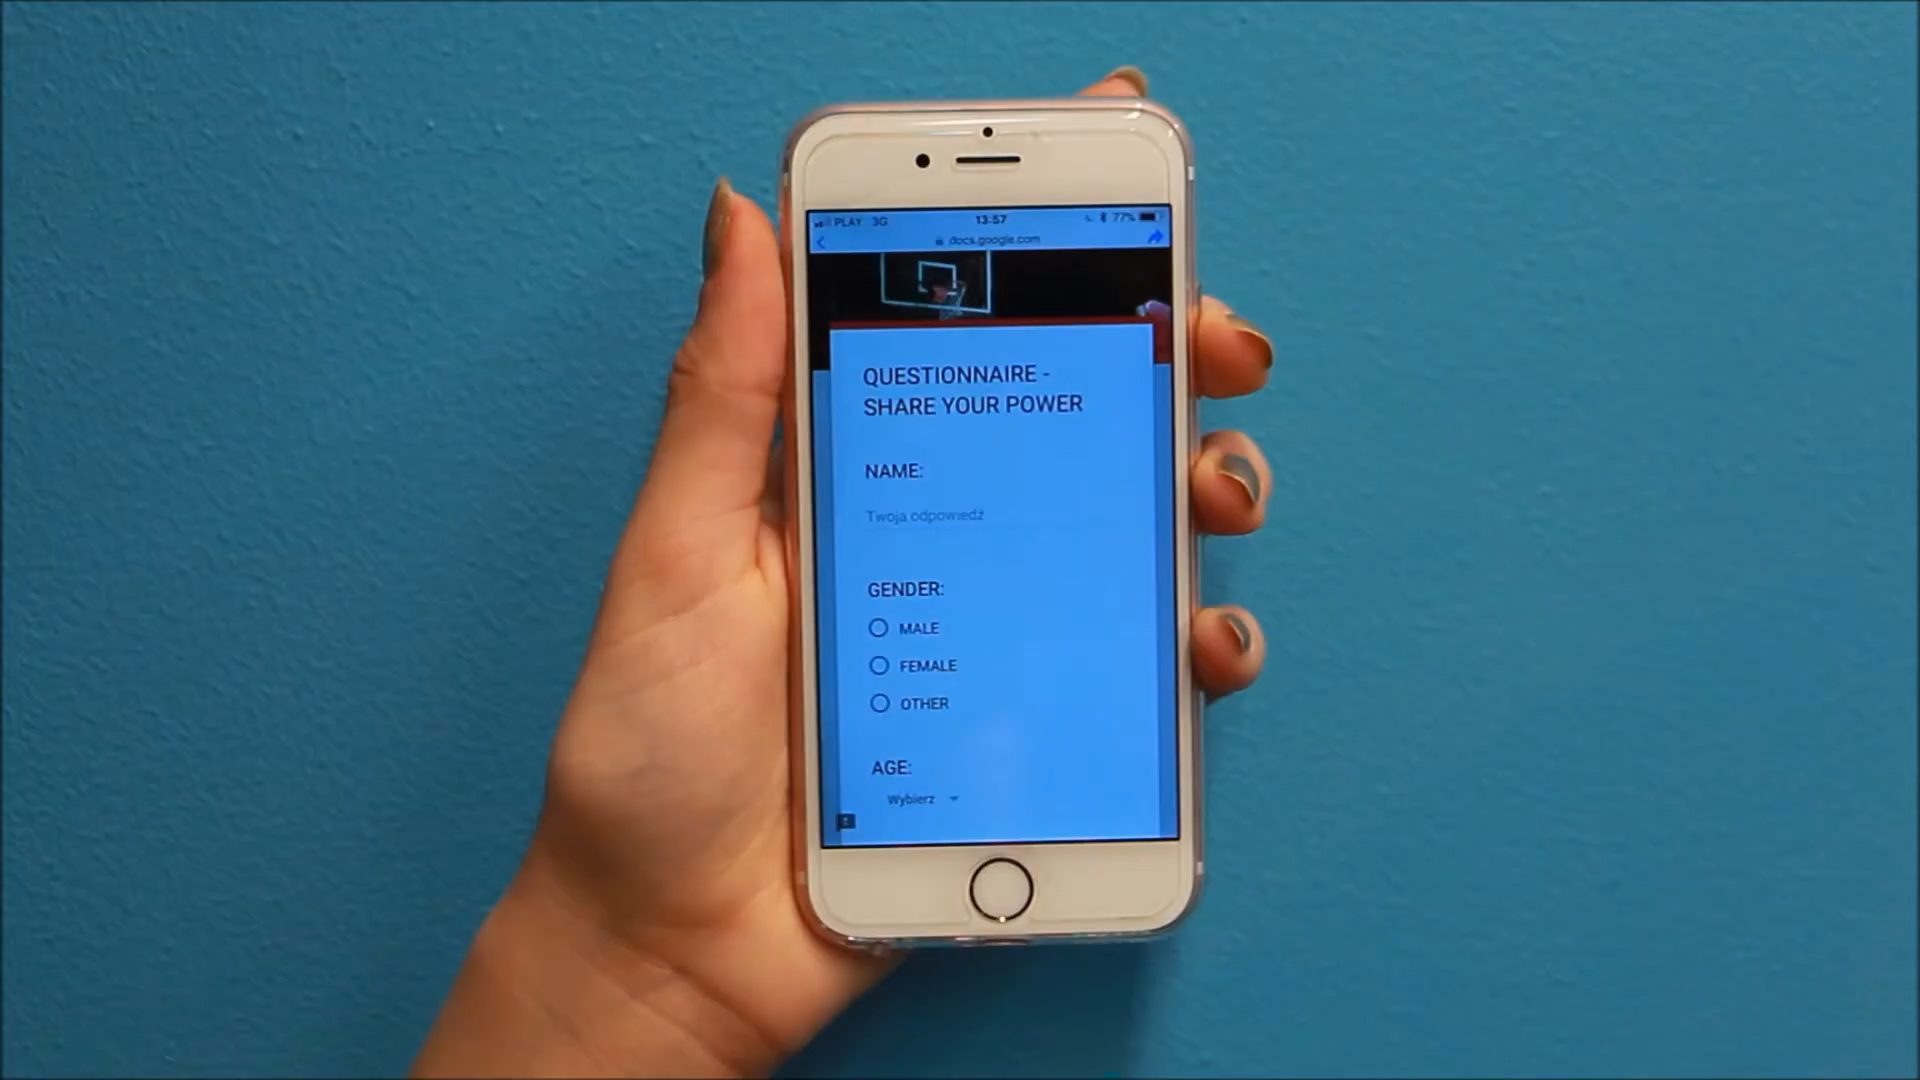 PLAY 3G 13:57 77%
docs.google.com
QUESTIONNAIRE -
SHARE YOUR POWER
NAME:
Twoja odpowiedź
GENDER:
MALE
FEMALE
OTHER
AGE:
Wybierz